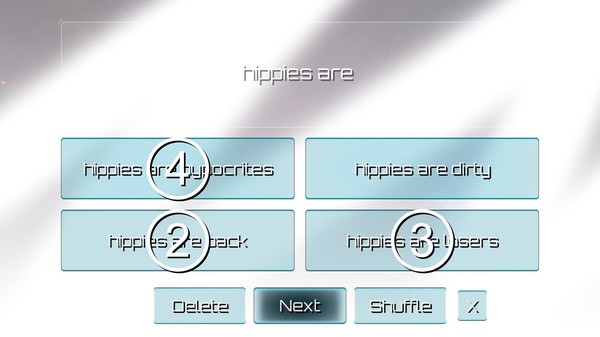 hippies are
hippies are hypocrites
hippies are dirty
4
hippies are back
hippies are losers
2
3
Delete
Next
Shuffle
X